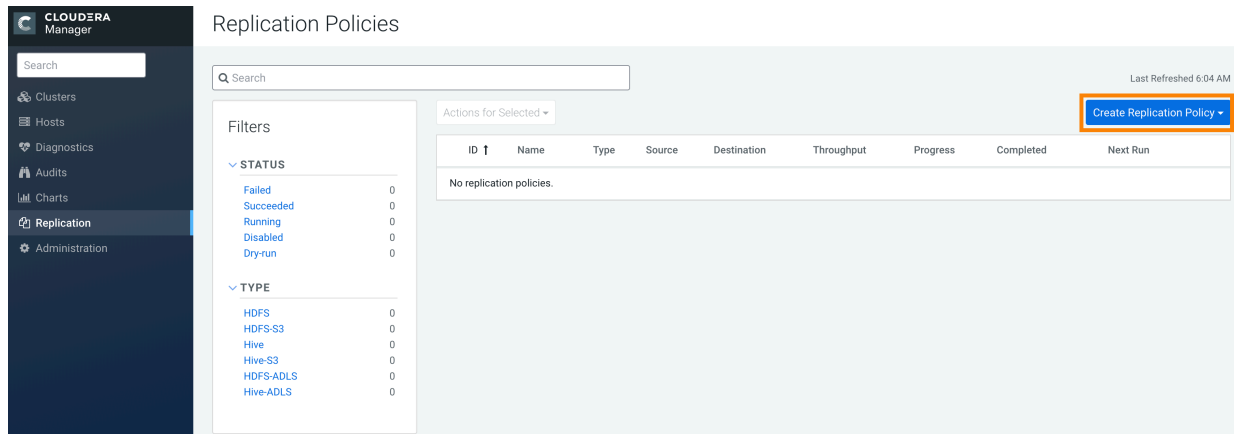 CLOUDERA
Manager
Search
Clusters
Hosts
Diagnostics
Audits
Charts
Replication
Administration
Replication Policies
Search
Last Refreshed 6:04 AM
Filters
STATUS
Failed 0
Succeeded 0
Running 0
Disabled 0
Dry-run 0
TYPE
HDFS 0
HDFS-S3 0
Hive 0
Hive-S3 0
HDFS-ADLS 0
Hive-ADLS 0
Actions for Selected
Create Replication Policy
ID Name Type Source Destination Throughput Progress Completed Next Run
No replication policies.